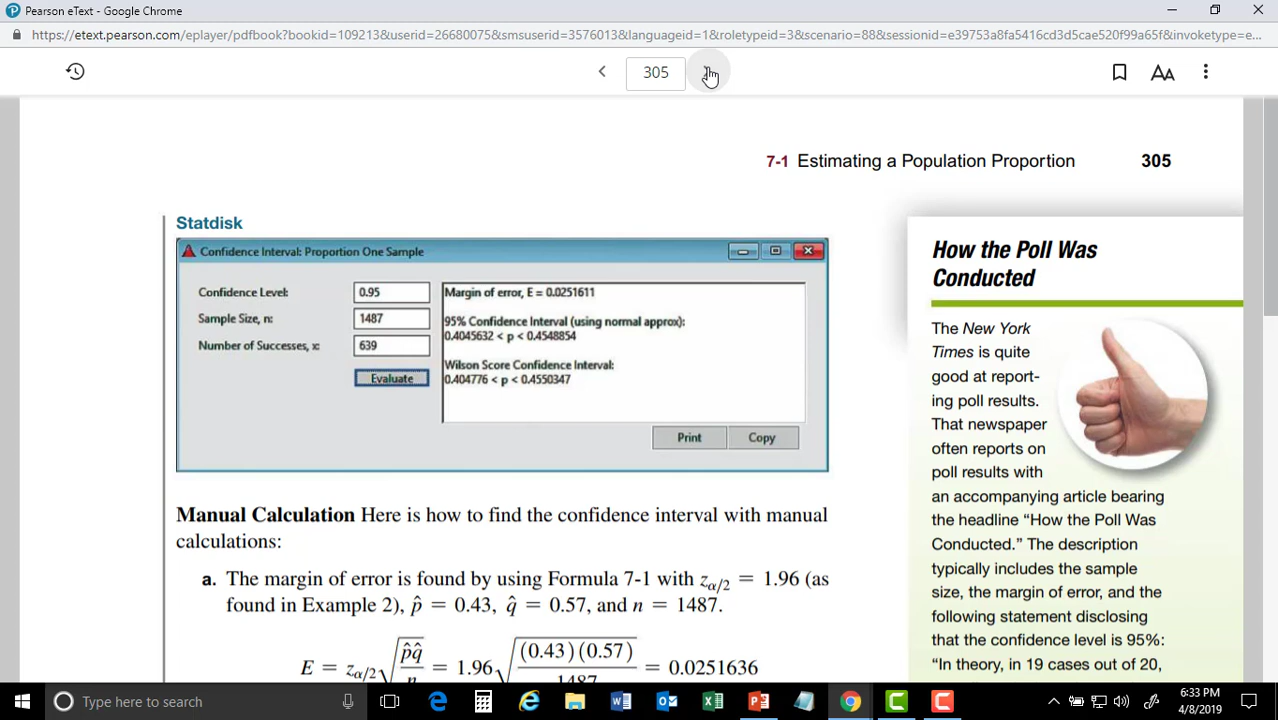 Pearson eText - Google Chrome
https://etext.pearson.com/eplayer/pdfbook?bookid=109213&userid=26680075&smsuserid=3576013&languageid=1&roletypeid=3&scenario=88&sessionid=e39753a8fa5416cd3d5cae520f99a65f&invoketype=e...
305
AA
7-1 Estimating a Population Proportion 305
Statdisk
Confidence Interval: Proportion One Sample
Confidence Level: 0.95
Sample Size, n: 1487
Number of Successes, x: 639
Evaluate
Margin of error, E = 0.0251611
95% Confidence Interval (using normal approx):
0.4045632 < p < 0.4548854
Wilson Score Confidence Interval:
0.404776 < p < 0.4550347
Print Copy
Manual Calculation Here is how to find the confidence interval with manual
calculations:
a. The margin of error is found by using Formula 7-1 with zα/2 = 1.96 (as
found in Example 2), p̂ = 0.43, q̂ = 0.57, and n = 1487.
E = zα/2 √(p̂q̂/n) = 1.96 √((0.43)(0.57)/1487) = 0.0251636
How the Poll Was
Conducted
The New York
Times is quite
good at report-
ing poll results.
That newspaper
often reports on
poll results with
an accompanying article bearing
the headline “How the Poll Was
Conducted.” The description
typically includes the sample
size, the margin of error, and the
following statement disclosing
that the confidence level is 95%:
“In theory, in 19 cases out of 20,
Type here to search
6:33 PM
4/8/2019